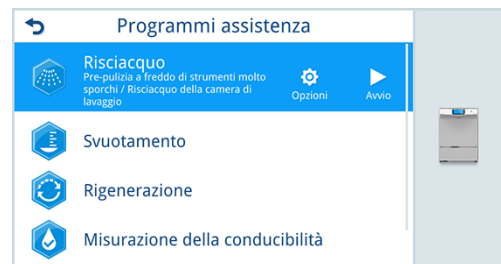 Programmi assistenza
Risciacquo
Pre-pulizia a freddo di strumenti molto
sporchi / Risciacquo della camera di
lavaggio
Opzioni
Avvio
Svuotamento
Rigenerazione
Misurazione della conducibilità